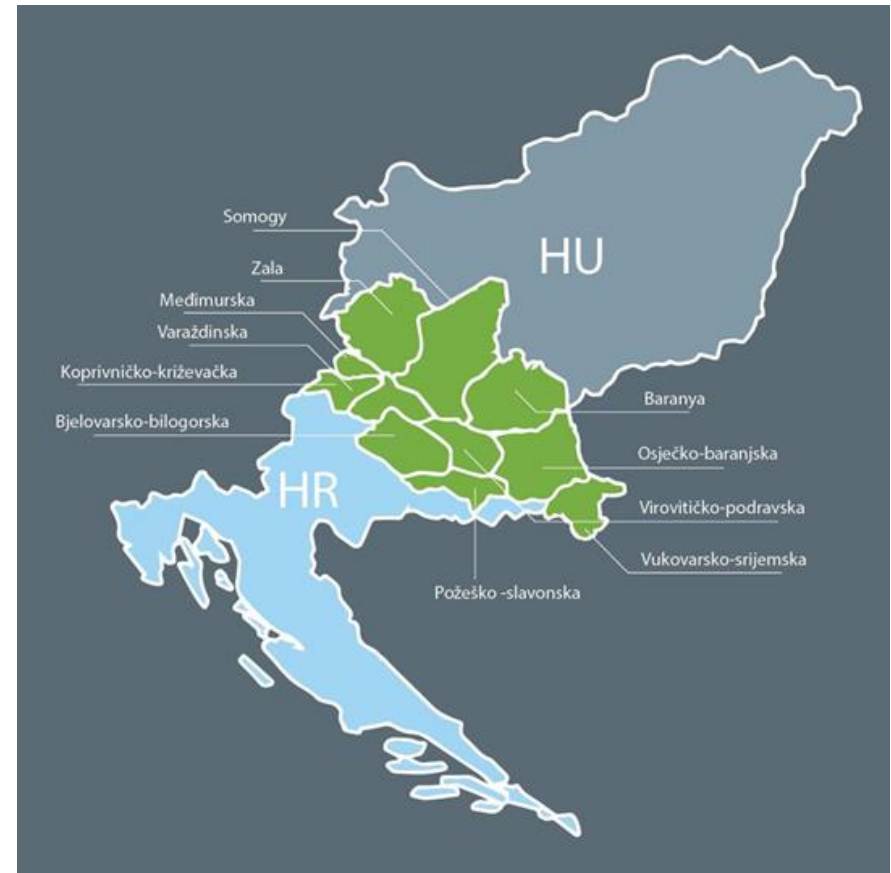 Somogy
HU
Zala
Međimurska
Varaždinska
Koprivničko-križevačka
Baranya
Bjelovarsko-bilogorska
Osječko-baranjska
HR
Virovitičko-podravska
Vukovarsko-srijemska
Požeško -slavonska